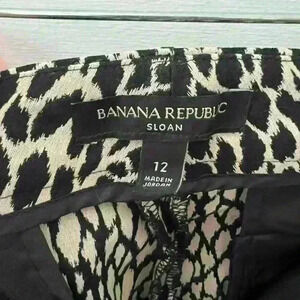 BANANA REPUBLIC
SLOAN
12
MADE IN
JORDAN